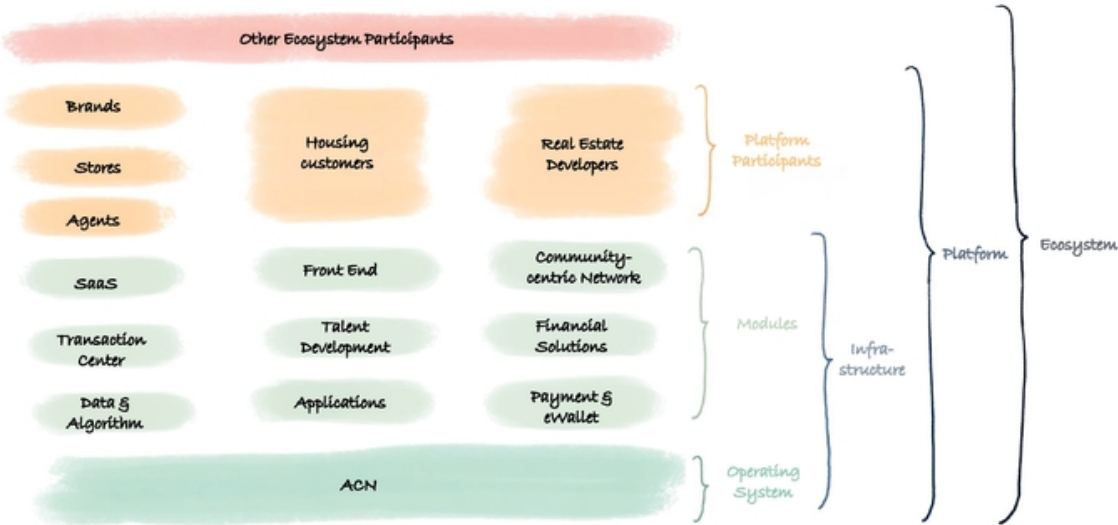 Other Ecosystem Participants
Brands
Stores
Agents
Housing
customers
Real Estate
Developers
Platform
Participants
SaaS
Front End
Community-
centric Network
Transaction
Center
Talent
Development
Financial
Solutions
Data &
Algorithm
Applications
Payment &
eWallet
Modules
ACN
Operating
System
Infra-
structure
Platform
Ecosystem